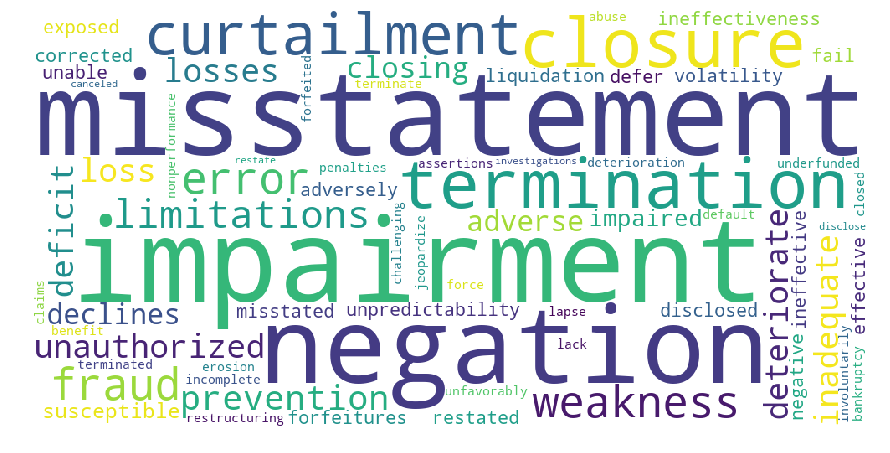 exposed
curtailment
closure
abuse
ineffectiveness
corrected
losses
closing
fail
unable
canceled
forfeited
terminate
liquidation
defer
volatility
misstatement
nonperformance
restate
penalties
assertions
investigations
deterioration
underfunded
closed
loss
error
adversely
termination
deficit
limitations
challenging
jeopardize
adverse
impaired
default
disclose
impairment
force
deteriorate
ineffective
inadequate
effective
claims
declines
misstated
unpredictability
lapse
disclosed
benefit
negation
lack
unauthorized
terminated
erosion
incomplete
fraud
prevention
unfavorably
weakness
negative
involuntarily
bankruptcy
susceptible
restructuring
forfeitures
restated